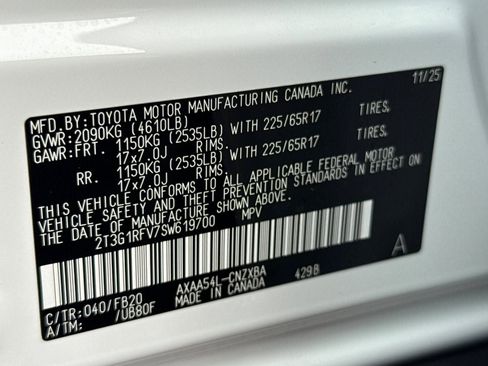 MFD.BY:TOYOTA MOTOR MANUFACTURING CANADA INC. 11/25
GVWR:2090KG (4610LB)
GAWR:FRT. 1150KG (2535LB) WITH 225/65R17 TIRES,
17x7.0J RIMS.
RR. 1150KG (2535LB) WITH 225/65R17 TIRES,
17x7.0J RIMS.
THIS VEHICLE CONFORMS TO ALL APPLICABLE FEDERAL MOTOR
VEHICLE SAFETY AND THEFT PREVENTION STANDARDS IN EFFECT ON
THE DATE OF MANUFACTURE SHOWN ABOVE.
2T3G1RFV7SW619700 MPV
A
C/TR:040/FB20 AXAA54L-CNZXBA 429B
A/TM: /UB80F MADE IN CANADA